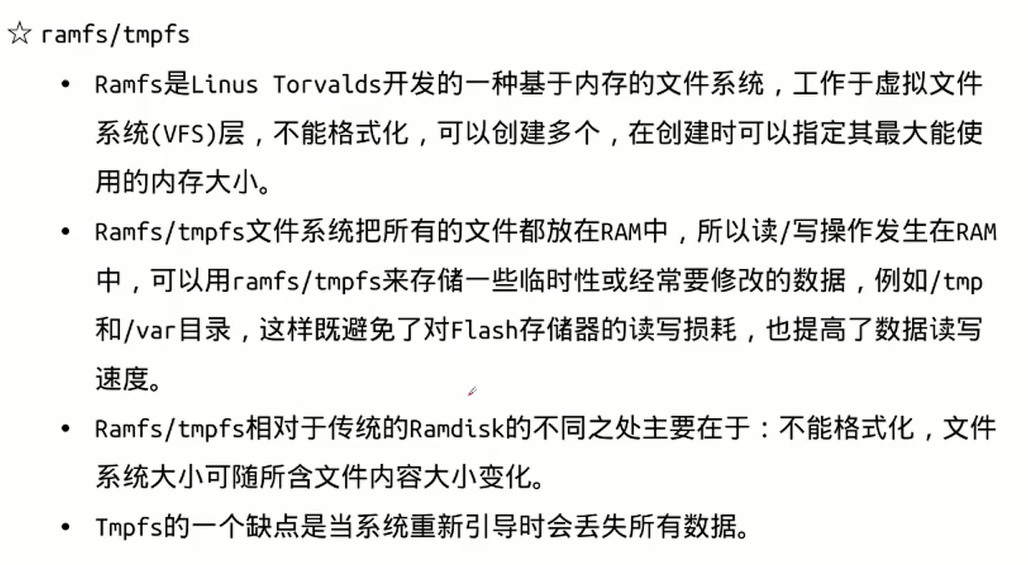 ☆ ramfs/tmpfs
• Ramfs是Linus Torvalds开发的一种基于内存的文件系统，工作于虚拟文件
系统(VFS)层，不能格式化，可以创建多个，在创建时可以指定其最大能使
用的内存大小。
• Ramfs/tmpfs文件系统把所有的文件都放在RAM中，所以读/写操作发生在RAM
中，可以用ramfs/tmpfs来存储一些临时性或经常要修改的数据，例如/tmp
和/var目录，这样既避免了对Flash存储器的读写损耗，也提高了数据读写
速度。
• Ramfs/tmpfs相对于传统的Ramdisk的不同之处主要在于：不能格式化，文件
系统大小可随所含文件内容大小变化。
• Tmpfs的一个缺点是当系统重新引导时会丢失所有数据。